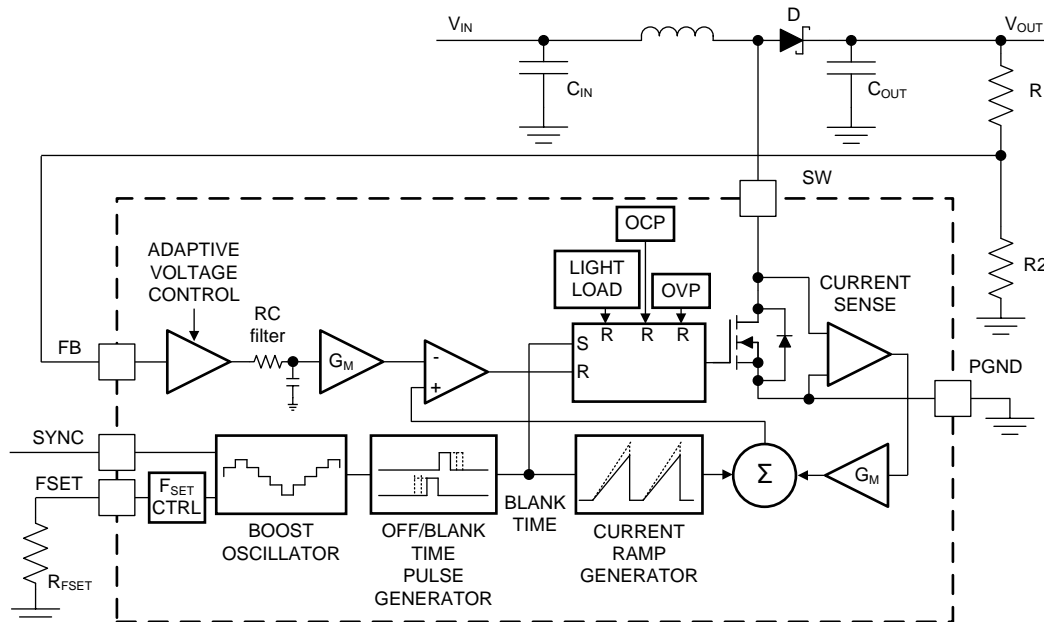 VIN
D
VOUT
CIN
COUT
R
SW
R2
OCP
LIGHT
LOAD
OVP
ADAPTIVE
VOLTAGE
CONTROL
CURRENT
SENSE
RC
filter
FB
GM
-
+
S
R
R R R
PGND
SYNC
FSET
FSET
CTRL
Σ
GM
BLANK
TIME
BOOST
OSCILLATOR
OFF/BLANK
TIME
PULSE
GENERATOR
CURRENT
RAMP
GENERATOR
RFSET